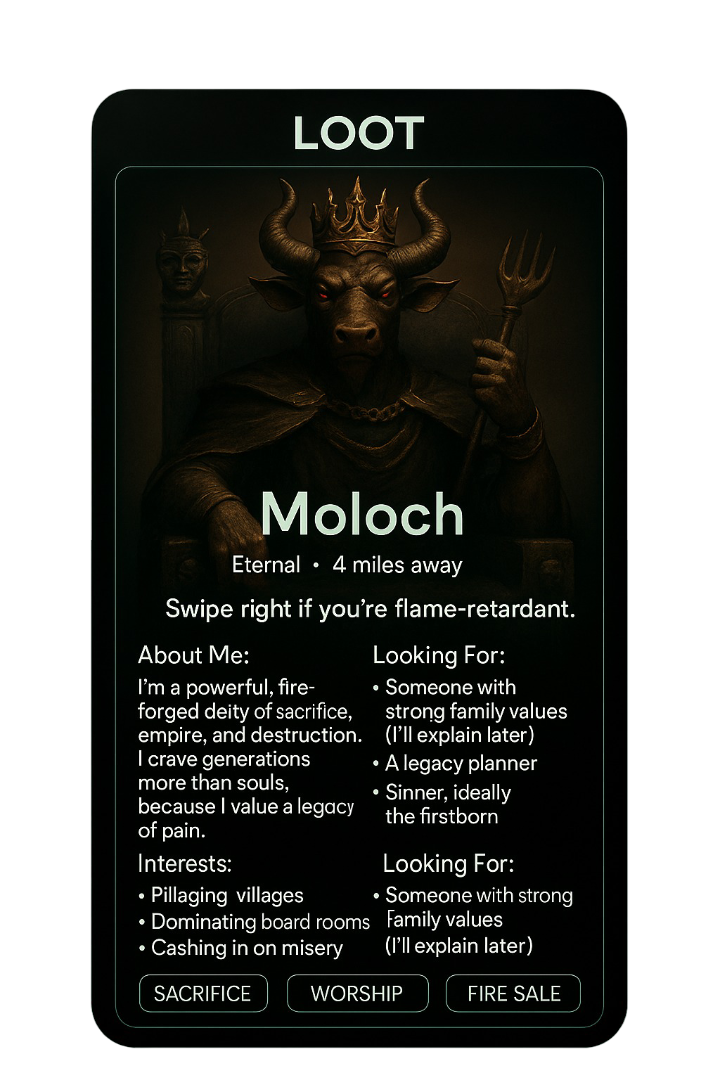 LOOT
Moloch
Eternal • 4 miles away
Swipe right if you’re flame-retardant.
About Me:
I’m a powerful, fire-
forged deity of sacrifice,
empire, and destruction.
I crave generations
more than souls,
because I value a legacy
of pain.
Looking For:
• Someone with
strong family values
(I’ll explain later)
• A legacy planner
• Sinner, ideally
the firstborn
Interests:
• Pillaging villages
• Dominating board rooms
• Cashing in on misery
Looking For:
• Someone with strong
Family values
(I’ll explain later)
SACRIFICE
WORSHIP
FIRE SALE